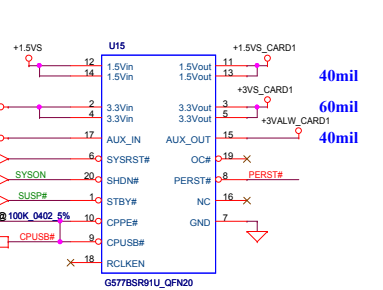 U15
+1.5VS
+1.5VS_CARD1
12 1.5Vin 1.5Vout 11
14 1.5Vin 1.5Vout 13
40mil
+3VS_CARD1
2 3.3Vin 3.3Vout 3
60mil
4 3.3Vin 3.3Vout 5
+3VALW_CARD1
17 AUX_IN AUX_OUT 15
40mil
6 SYSRST# OC# 19
SYSON 20 SHDN# PERST# 8 PERST#
SUSP# 1 STBY# NC 16
@100K_0402_5% 10 CPPE# GND 7
CPUSB# 9 CPUSB#
18 RCLKEN
G577BSR91U_QFN20